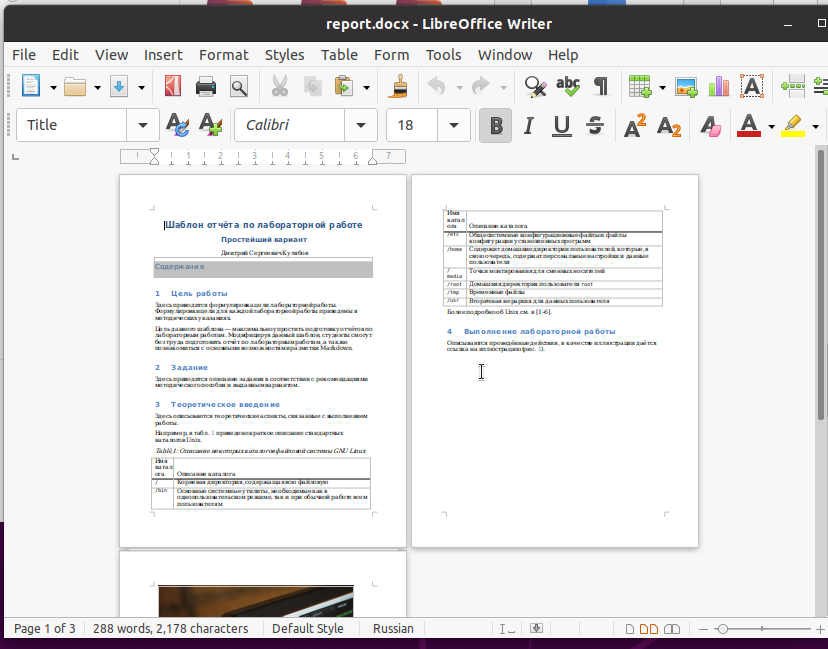 report.docx - LibreOffice Writer
File Edit View Insert Format Styles Table Form Tools Window Help
Title Calibri 18
1 2 3 4 5 6 7
Шаблон отчёта по лабораторной работе
Простейший вариант
Дмитрий Сергеевич Кулябов
Содержание
1 Цель работы
Здесь приводится формулировка цели лабораторной работы.
Формулировки цели для каждой лабораторной работы приведены в
методических указаниях.
Цель данного шаблона — максимально упростить подготовку отчётов по
лабораторным работам. Модифицируя данный шаблон, студенты смогут
без труда подготовить отчёт по лабораторным работам, а также
познакомиться с основными возможностями разметки Markdown.
2 Задание
Здесь приводится описание задания в соответствии с рекомендациями
методического пособия и выданным вариантом.
3 Теоретическое введение
Здесь описываются теоретические аспекты, связанные с выполнением
работы.
Например, в табл. 1 приведено краткое описание стандартных
каталогов Unix.
Table 1: Описание некоторых каталогов файловой системы GNU Linux
Имя
катал
ога Описание каталога
/ Корневая директория, содержащая всю файловую
/bin Основные системные утилиты, необходимые как в
однопользовательском режиме, так и при обычной работе всем
пользователям
Имя
катал
ога Описание каталога
/etc Общесистемные конфигурационные файлы и файлы
конфигурации установленных программ
/home Содержит домашние директории пользователей, которые, в
свою очередь, содержат персональные настройки и данные
пользователя
/
media Точки монтирования для сменных носителей
/root Домашняя директория пользователя root
/tmp Временные файлы
/usr Вторичная иерархия для данных пользователя
Более подробно об Unix см. в [1-6].
4 Выполнение лабораторной работы
Описываются проведённые действия, в качестве иллюстрации даётся
ссылка на иллюстрацию (рис. 1).
Page 1 of 3 288 words, 2,178 characters Default Style Russian